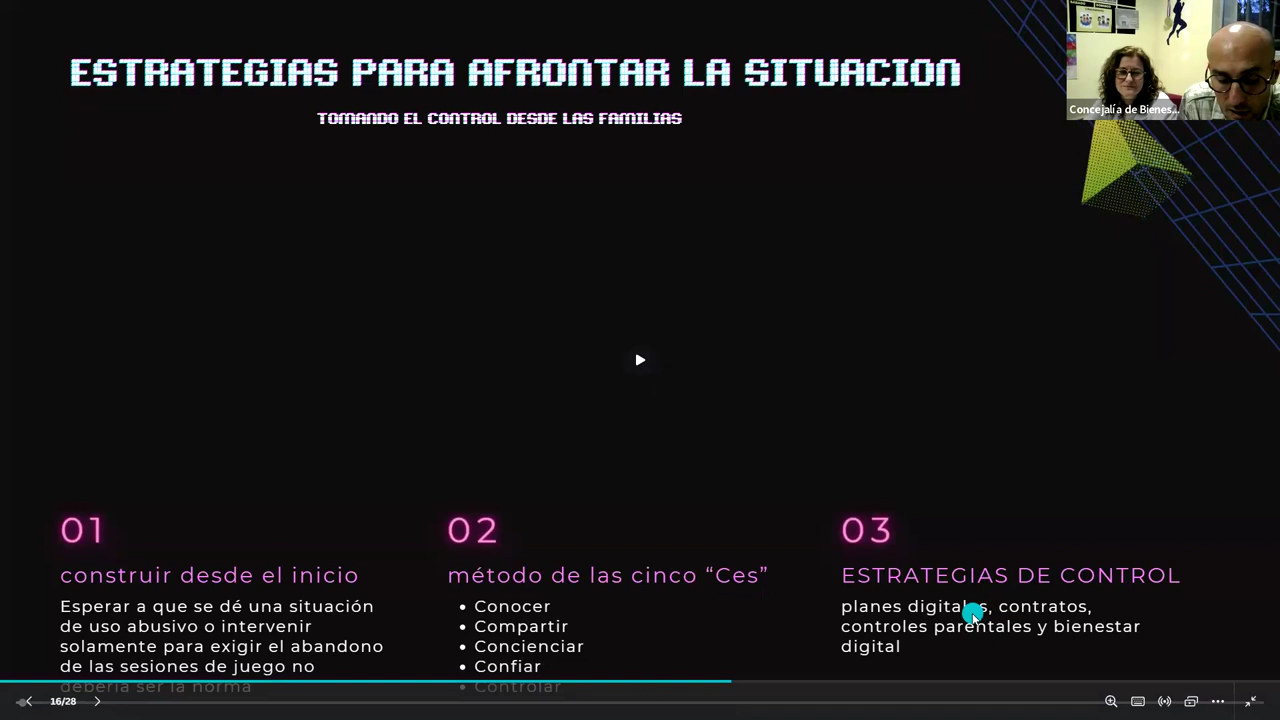 ESTRATEGIAS PARA AFRONTAR LA SITUACION
TOMANDO EL CONTROL DESDE LAS FAMILIAS
Concejalía de Bienes...
01
construir desde el inicio
Esperar a que se dé una situación
de uso abusivo o intervenir
solamente para exigir el abandono
de las sesiones de juego no
debería ser la norma
02
método de las cinco “Ces”
• Conocer
• Compartir
• Concienciar
• Confiar
• Controlar
03
ESTRATEGIAS DE CONTROL
planes digitales, contratos,
controles parentales y bienestar
digital
16/28